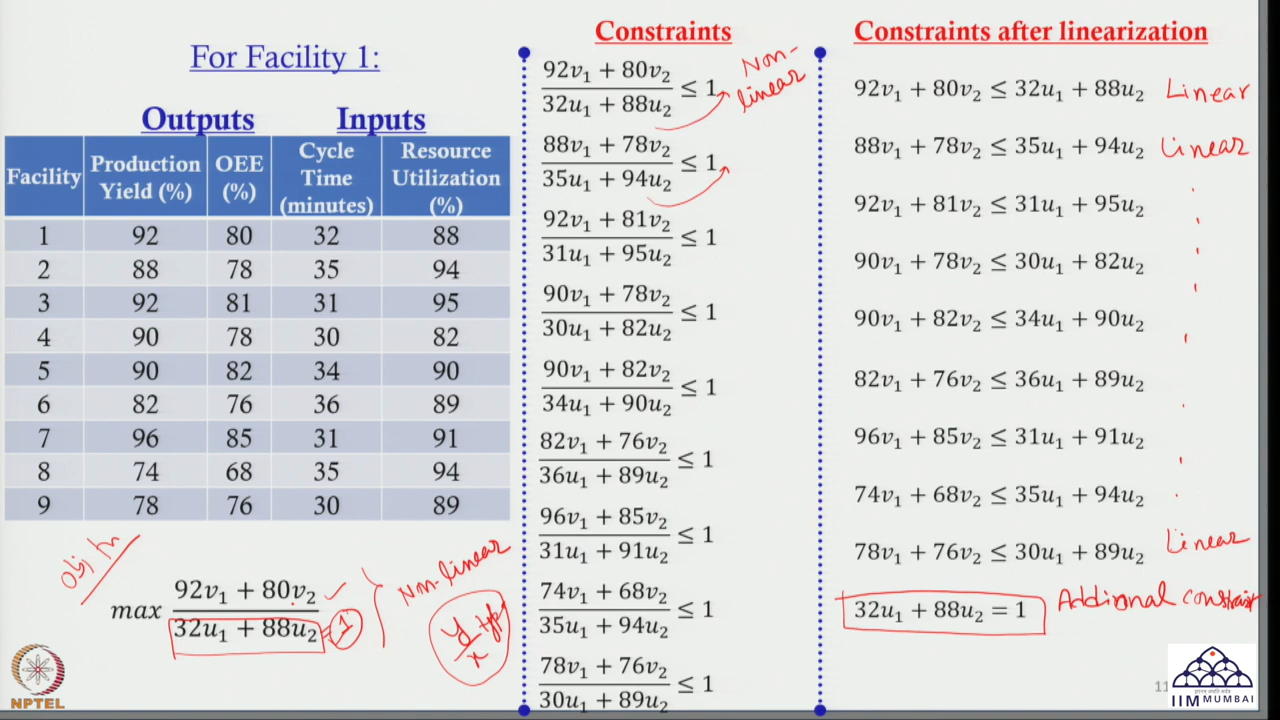 For Facility 1:
Outputs Inputs
Facility Production Yield (%) OEE (%) Cycle Time (minutes) Resource Utilization (%)
1 92 80 32 88
2 88 78 35 94
3 92 81 31 95
4 90 78 30 82
5 90 82 34 90
6 82 76 36 89
7 96 85 31 91
8 74 68 35 94
9 78 76 30 89
Obj fn
max (92v₁ + 80v₂)/(32u₁ + 88u₂)
= 1
Non-linear
y/x type
NPTEL
Constraints
(92v₁ + 80v₂)/(32u₁ + 88u₂) ≤ 1
Non-
linear
(88v₁ + 78v₂)/(35u₁ + 94u₂) ≤ 1
(92v₁ + 81v₂)/(31u₁ + 95u₂) ≤ 1
(90v₁ + 78v₂)/(30u₁ + 82u₂) ≤ 1
(90v₁ + 82v₂)/(34u₁ + 90u₂) ≤ 1
(82v₁ + 76v₂)/(36u₁ + 89u₂) ≤ 1
(96v₁ + 85v₂)/(31u₁ + 91u₂) ≤ 1
(74v₁ + 68v₂)/(35u₁ + 94u₂) ≤ 1
(78v₁ + 76v₂)/(30u₁ + 89u₂) ≤ 1
Constraints after linearization
92v₁ + 80v₂ ≤ 32u₁ + 88u₂ Linear
88v₁ + 78v₂ ≤ 35u₁ + 94u₂ Linear
92v₁ + 81v₂ ≤ 31u₁ + 95u₂
90v₁ + 78v₂ ≤ 30u₁ + 82u₂
90v₁ + 82v₂ ≤ 34u₁ + 90u₂
82v₁ + 76v₂ ≤ 36u₁ + 89u₂
96v₁ + 85v₂ ≤ 31u₁ + 91u₂
74v₁ + 68v₂ ≤ 35u₁ + 94u₂
78v₁ + 76v₂ ≤ 30u₁ + 89u₂ Linear
32u₁ + 88u₂ = 1 Additional constraint
IIM MUMBAI